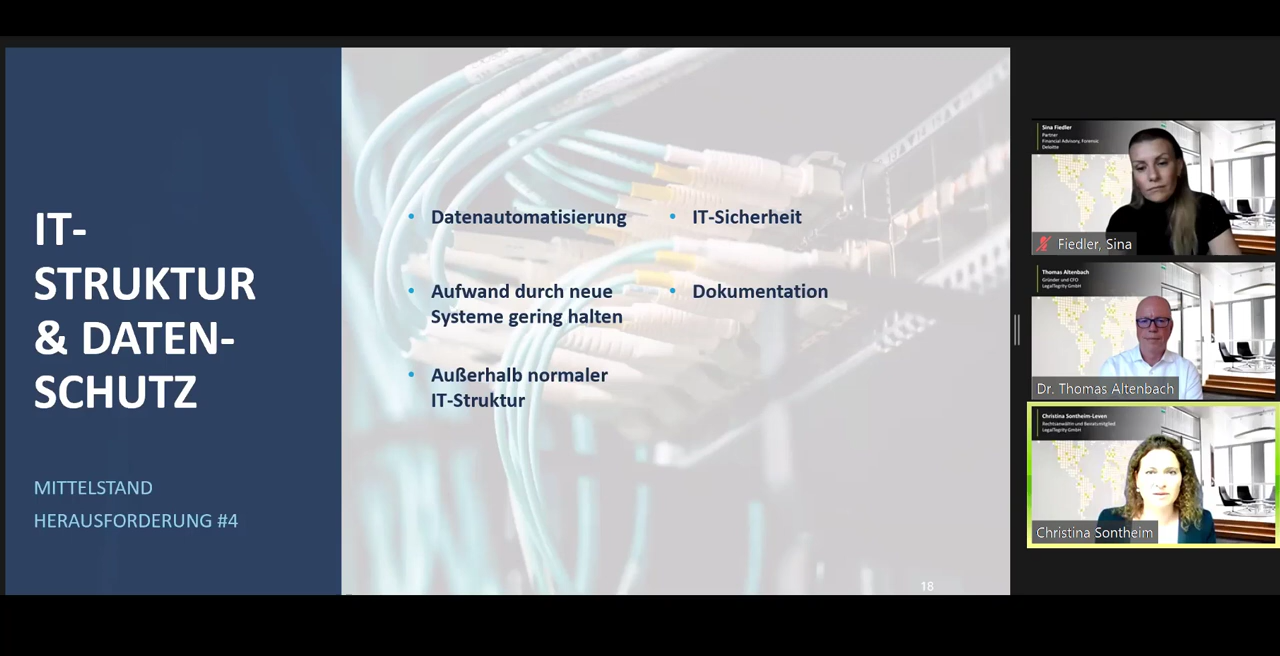 IT-
STRUKTUR
& DATEN-
SCHUTZ
MITTELSTAND
HERAUSFORDERUNG #4
• Datenautomatisierung
• Aufwand durch neue
Systeme gering halten
• Außerhalb normaler
IT-Struktur
• IT-Sicherheit
• Dokumentation
18
Sina Fiedler
Partner
Financial Advisory, Forensic
Deloitte
Fiedler, Sina
Thomas Altenbach
Gründer und CEO
LegalTegrity GmbH
Dr. Thomas Altenbach
Christina Sontheim-Leven
Rechtsanwältin und Beiratsmitglied
LegalTegrity GmbH
Christina Sontheim